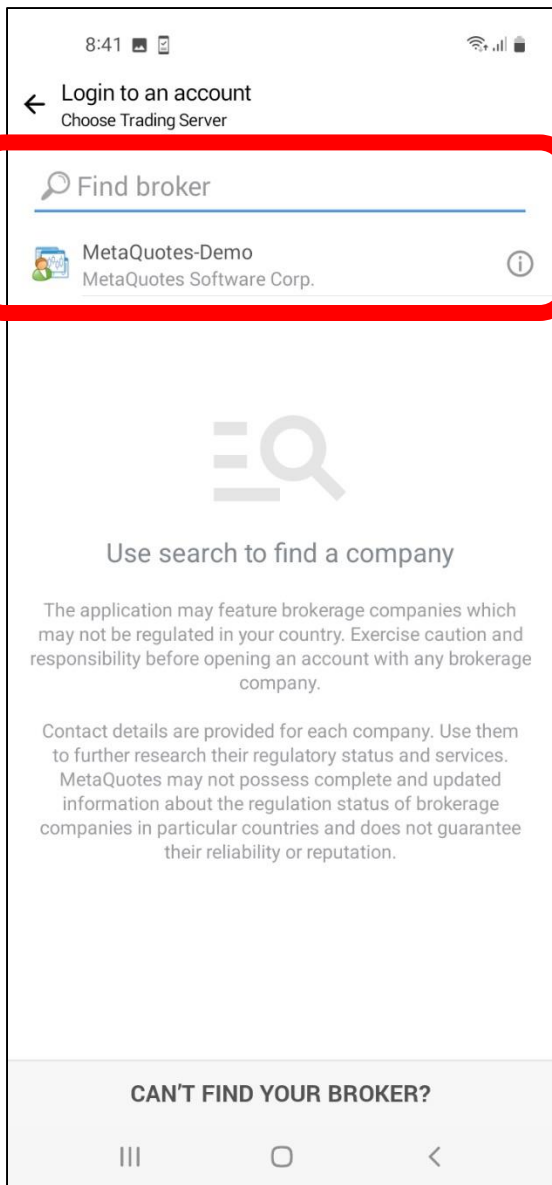 8:41
Login to an account
Choose Trading Server
Find broker
MetaQuotes-Demo
MetaQuotes Software Corp.
Use search to find a company
The application may feature brokerage companies which
may not be regulated in your country. Exercise caution and
responsibility before opening an account with any brokerage
company.
Contact details are provided for each company. Use them
to further research their regulatory status and services.
MetaQuotes may not possess complete and updated
information about the regulation status of brokerage
companies in particular countries and does not guarantee
their reliability or reputation.
CAN'T FIND YOUR BROKER?